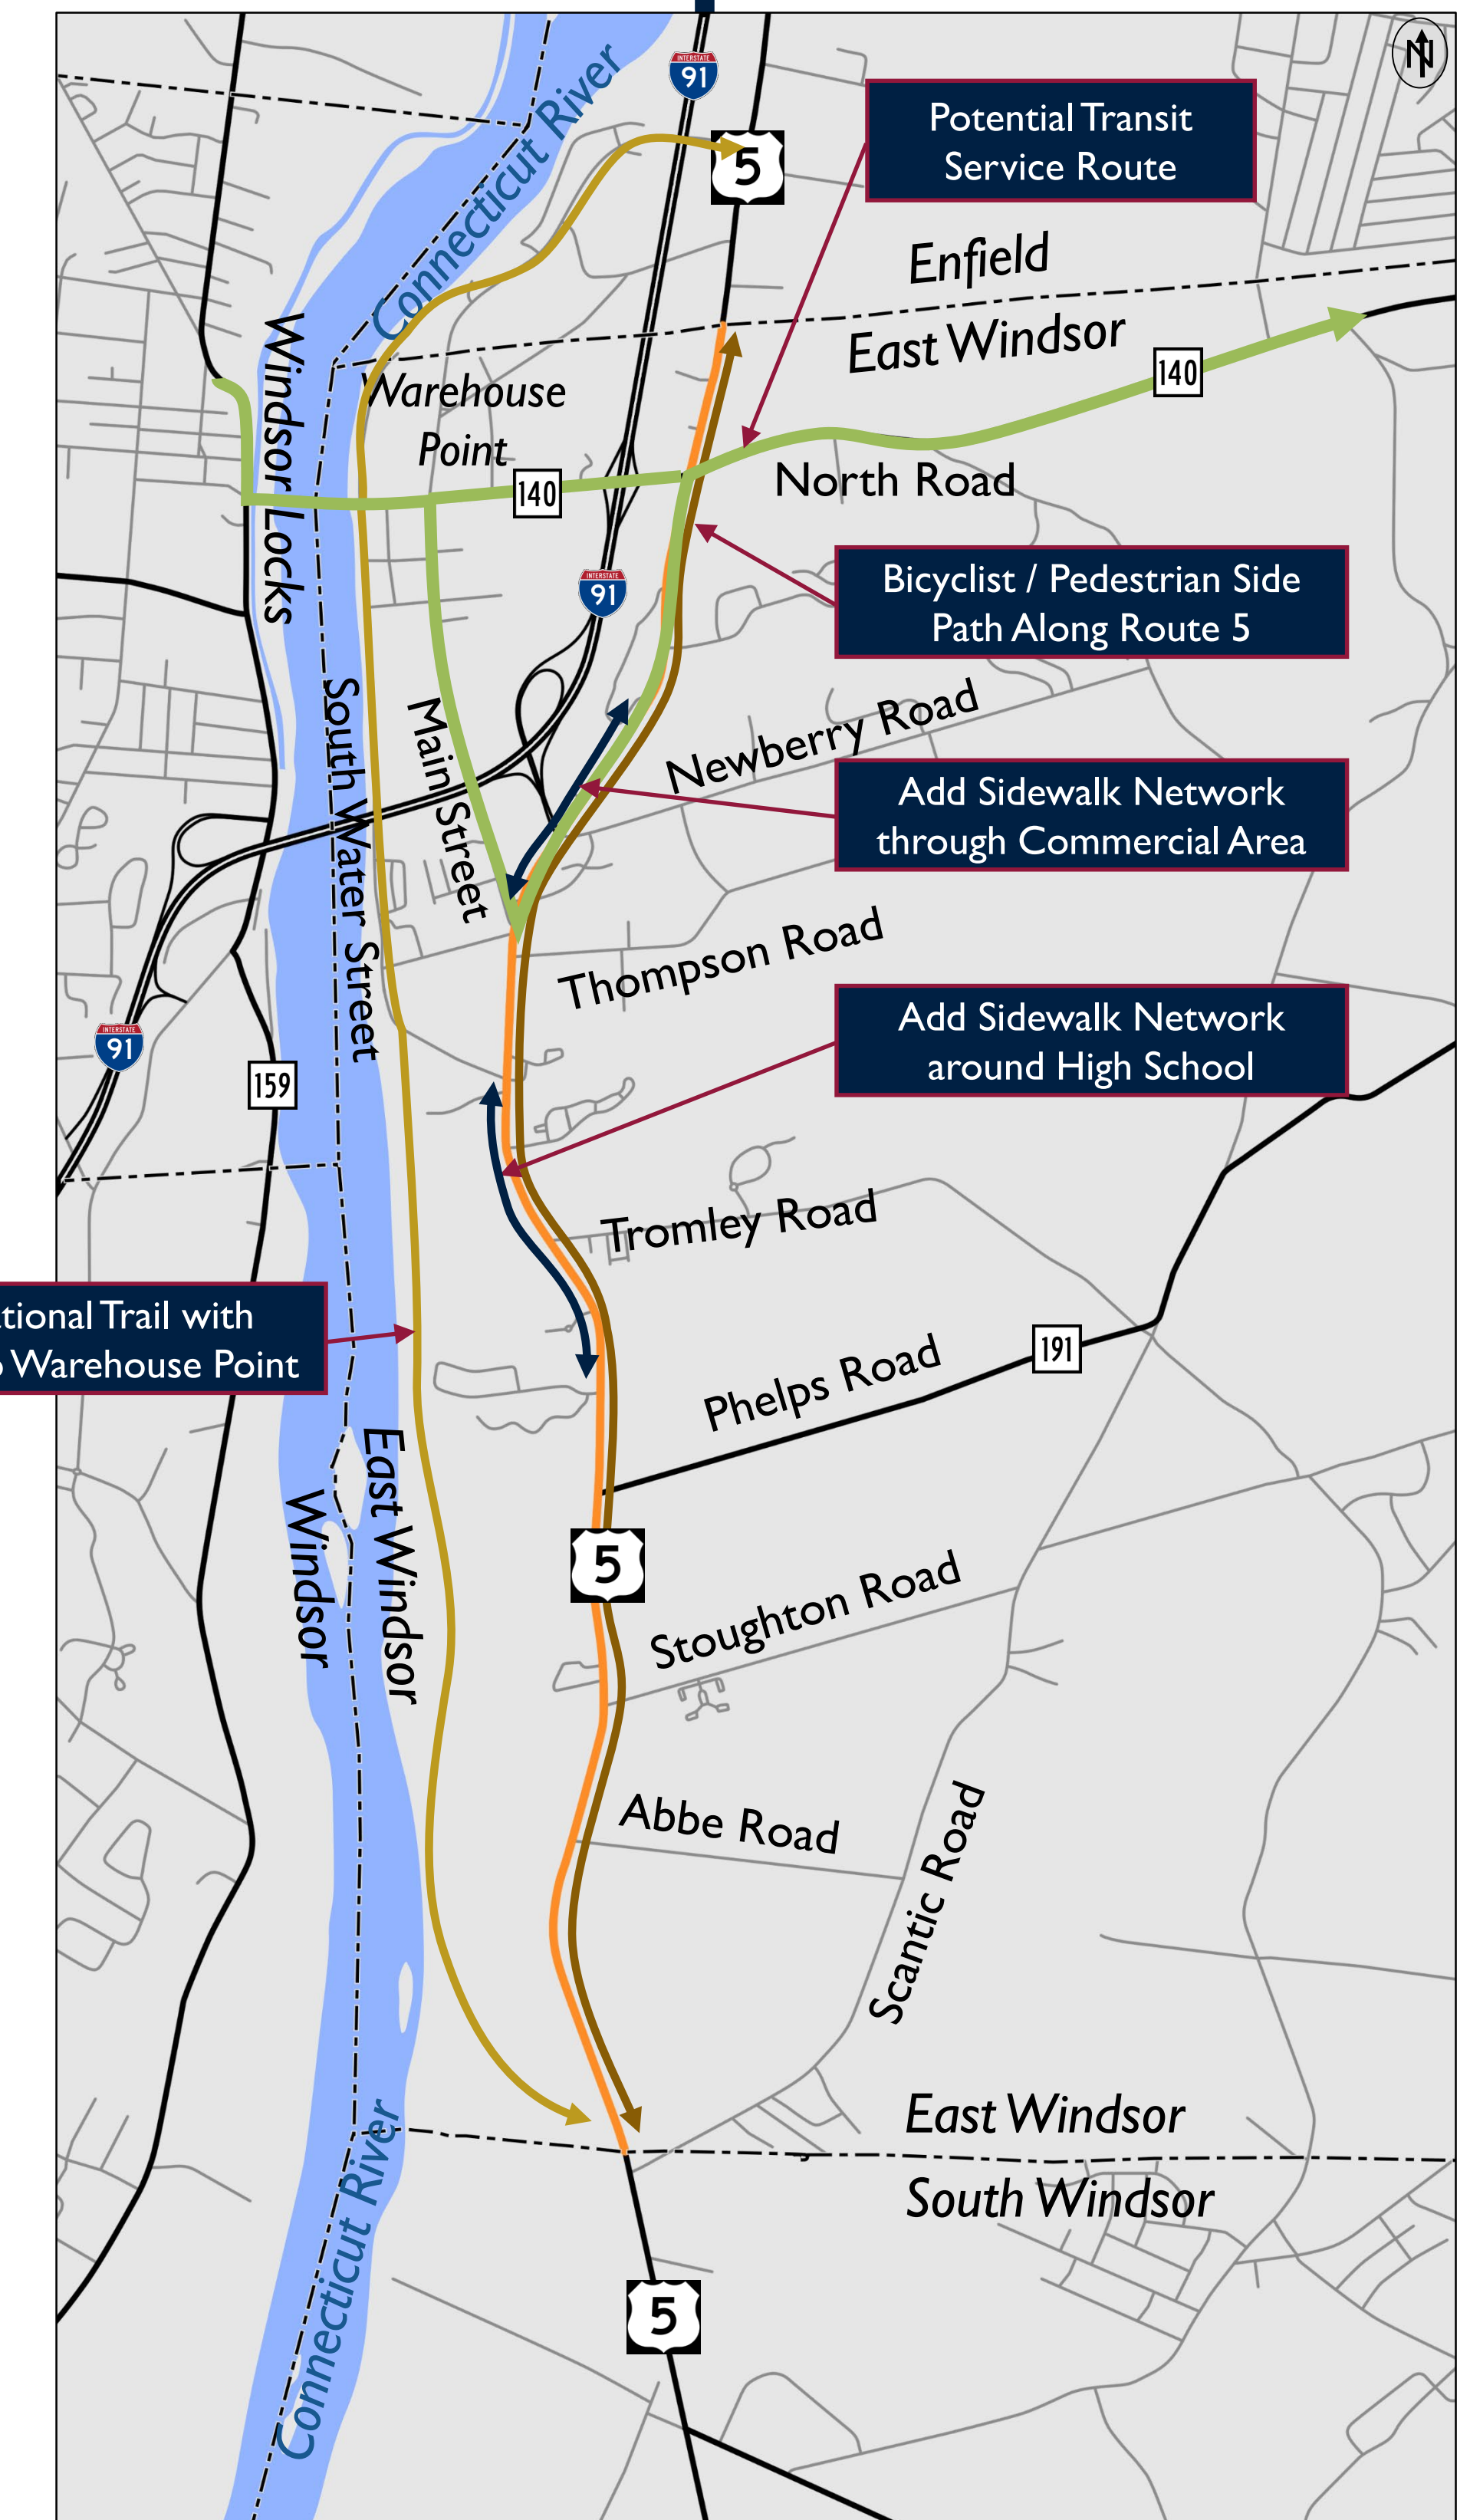 INTERSTATE
91
N
5
Potential Transit
Service Route
Connecticut River
Enfield
East Windsor
140
Warehouse
Point
Windsor Locks
140
North Road
INTERSTATE
91
Bicyclist / Pedestrian Side
Path Along Route 5
South Water Street
Main Street
Newberry Road
Add Sidewalk Network
through Commercial Area
Thompson Road
Add Sidewalk Network
around High School
INTERSTATE
91
159
Tromley Road
tional Trail with
Warehouse Point
191
Phelps Road
East Windsor
Windsor
5
Stoughton Road
Abbe Road
Scantic Road
East Windsor
South Windsor
Connecticut River
5